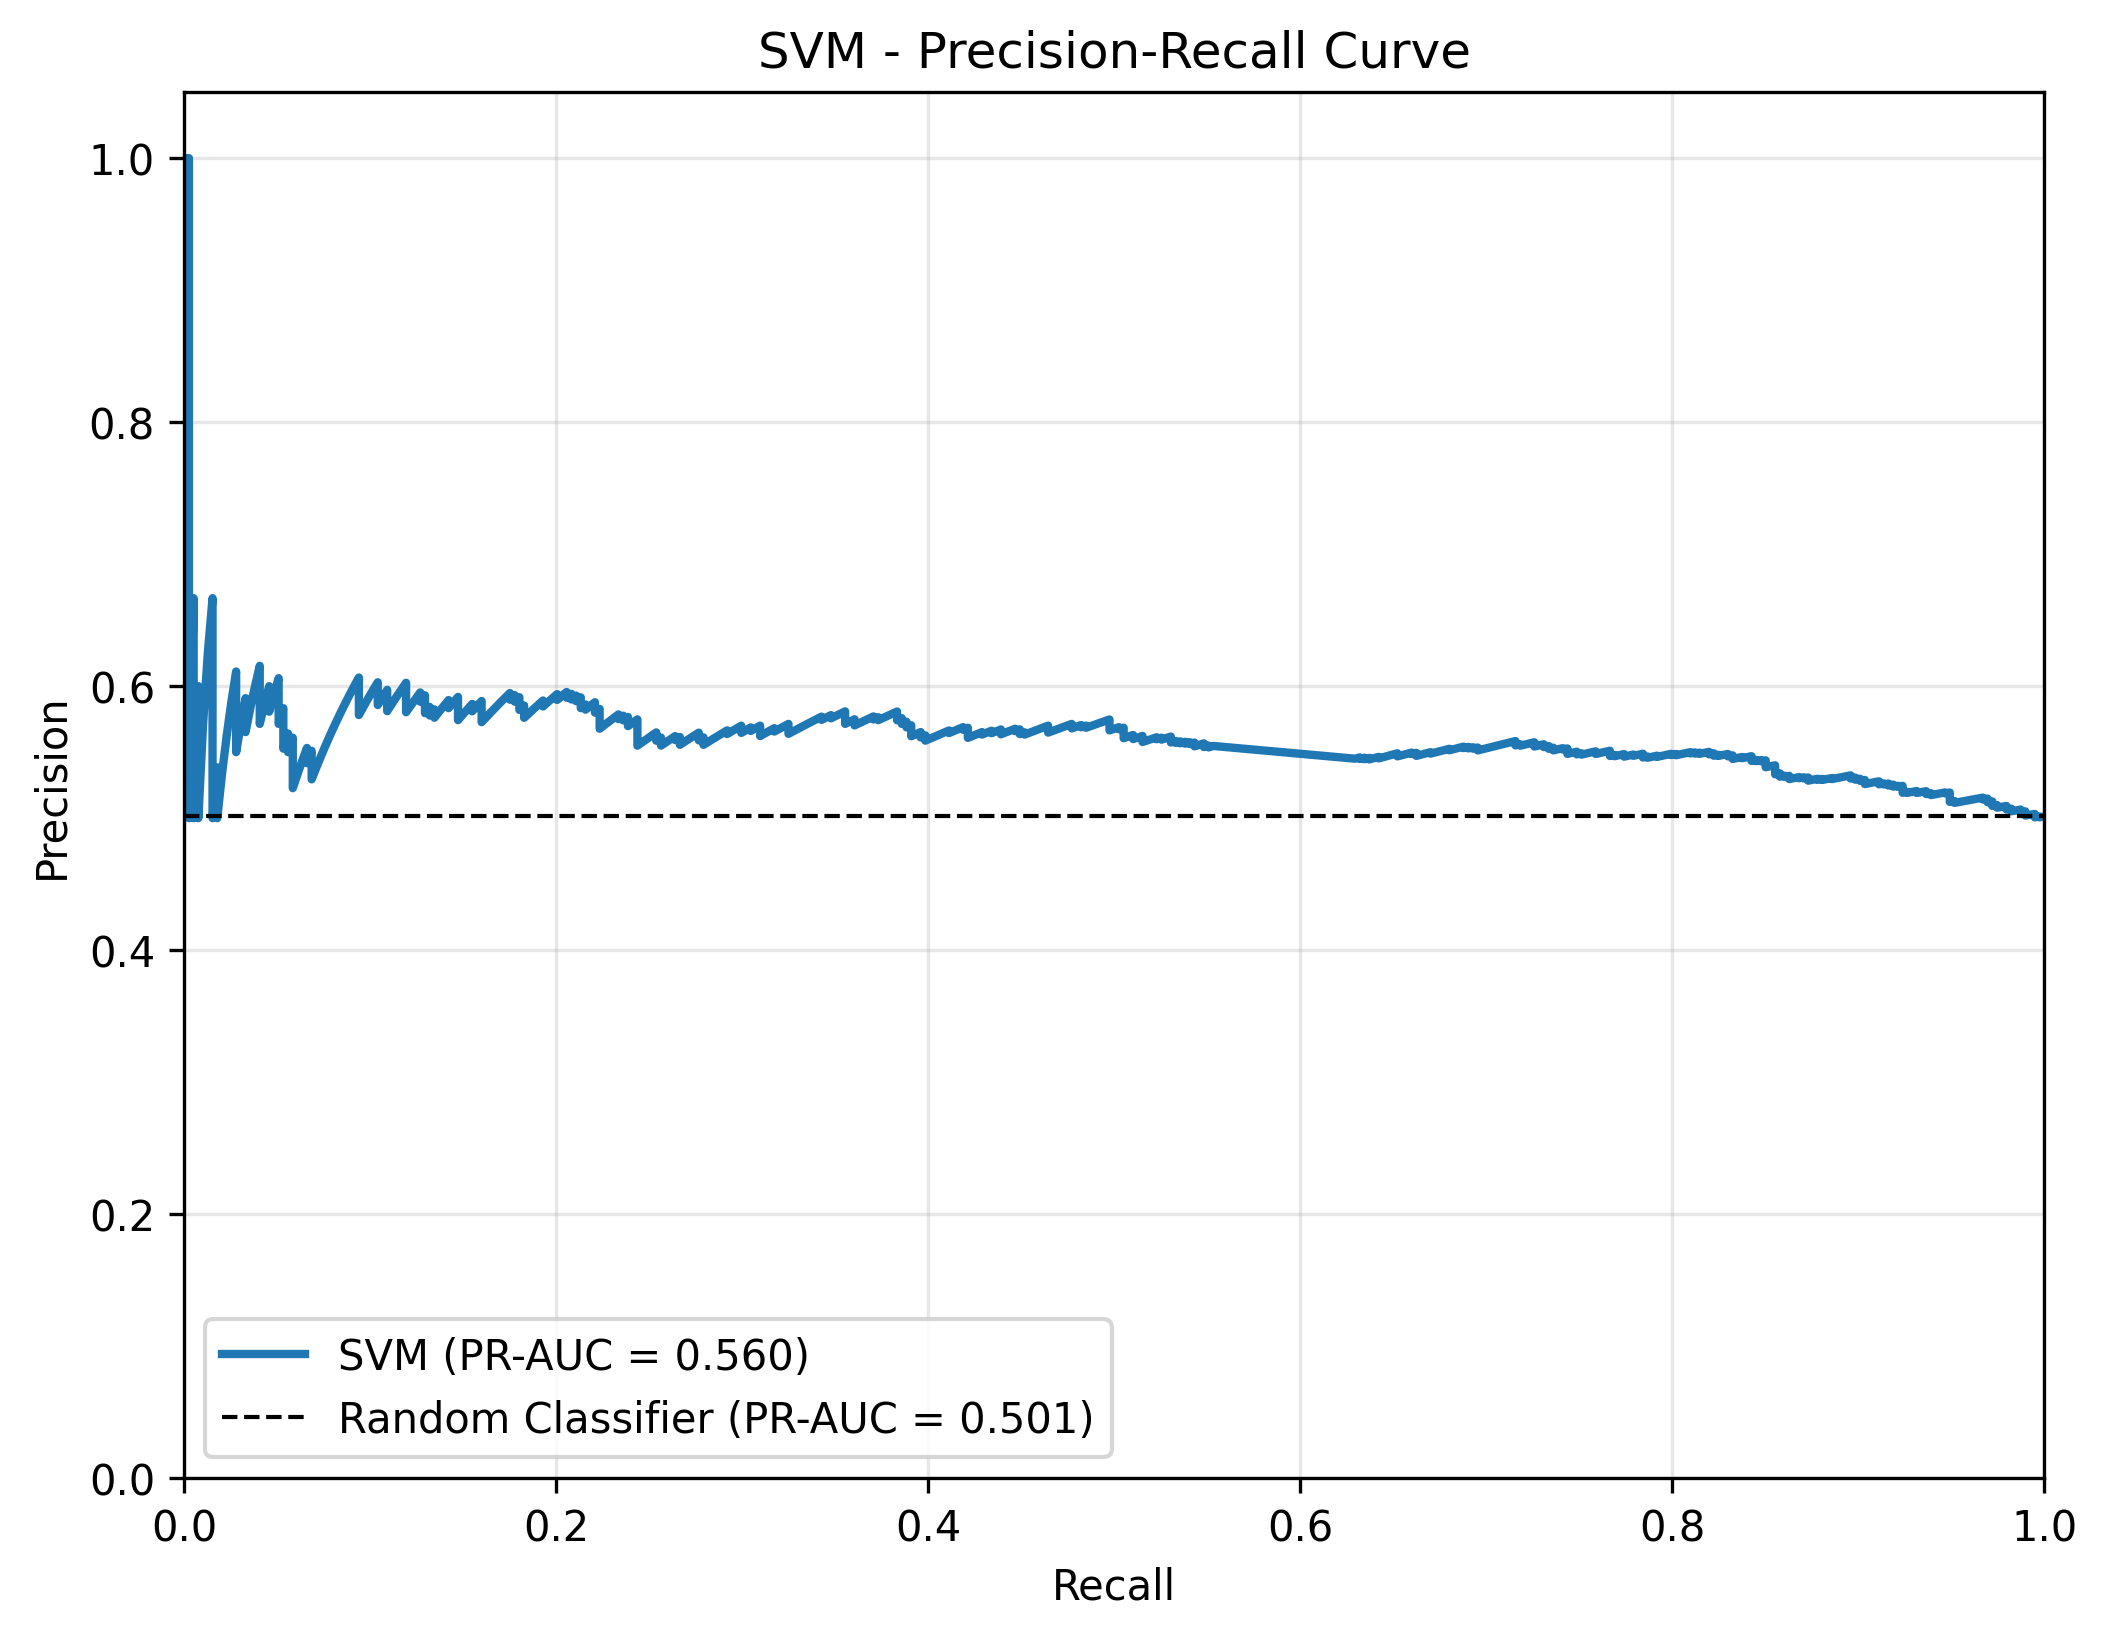 SVM - Precision-Recall Curve
1.0
0.8
0.6
0.4
0.2
0.0
Precision
SVM (PR-AUC = 0.560)
Random Classifier (PR-AUC = 0.501)
0.0 0.2 0.4 0.6 0.8 1.0
Recall